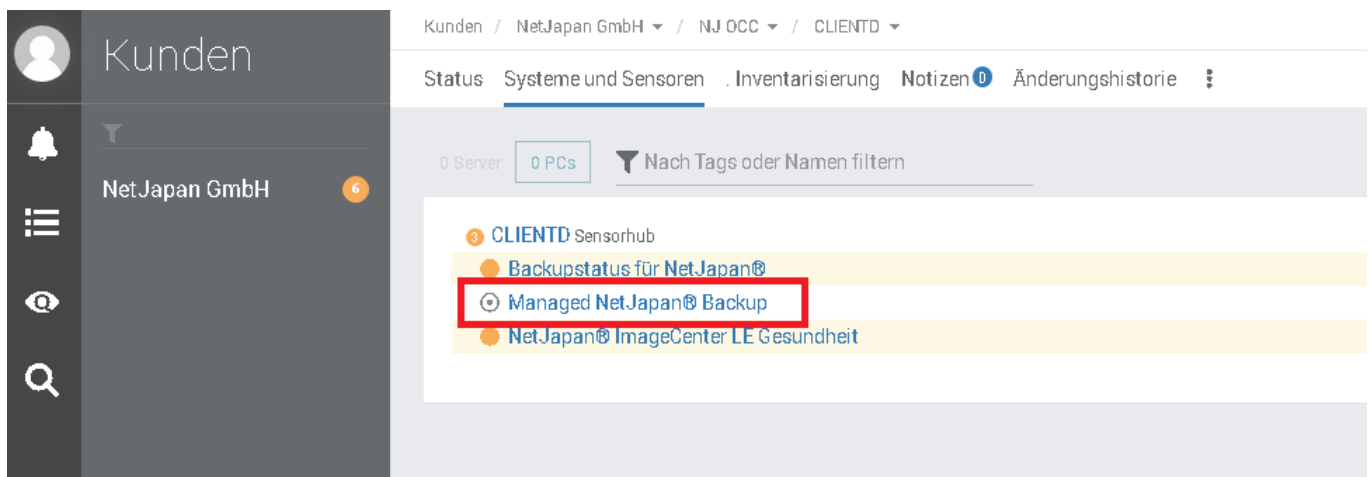 Kunden
NetJapan GmbH 6
Kunden / NetJapan GmbH / NJ OCC / CLIENTD
Status Systeme und Sensoren . Inventarisierung Notizen 0 Änderungshistorie
0 Server 0 PCs Nach Tags oder Namen filtern
3 CLIENTD Sensorhub
Backupstatus für NetJapan®
Managed NetJapan® Backup
NetJapan® ImageCenter LE Gesundheit